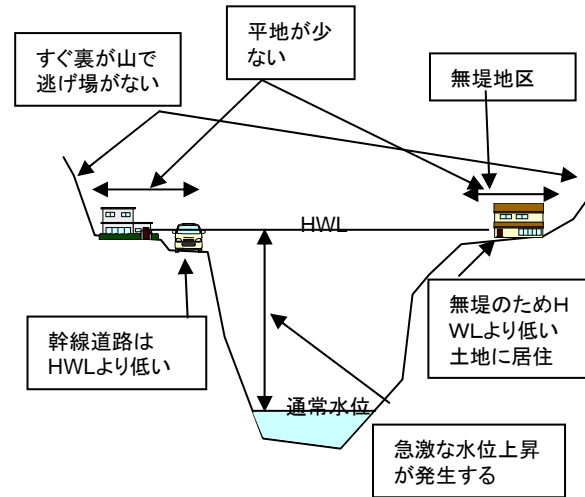 すぐ裏が山で
逃げ場がない
平地が少
ない
無堤地区
HWL
幹線道路は
HWLより低い
無堤のためH
WLより低い
土地に居住
通常水位
急激な水位上昇
が発生する